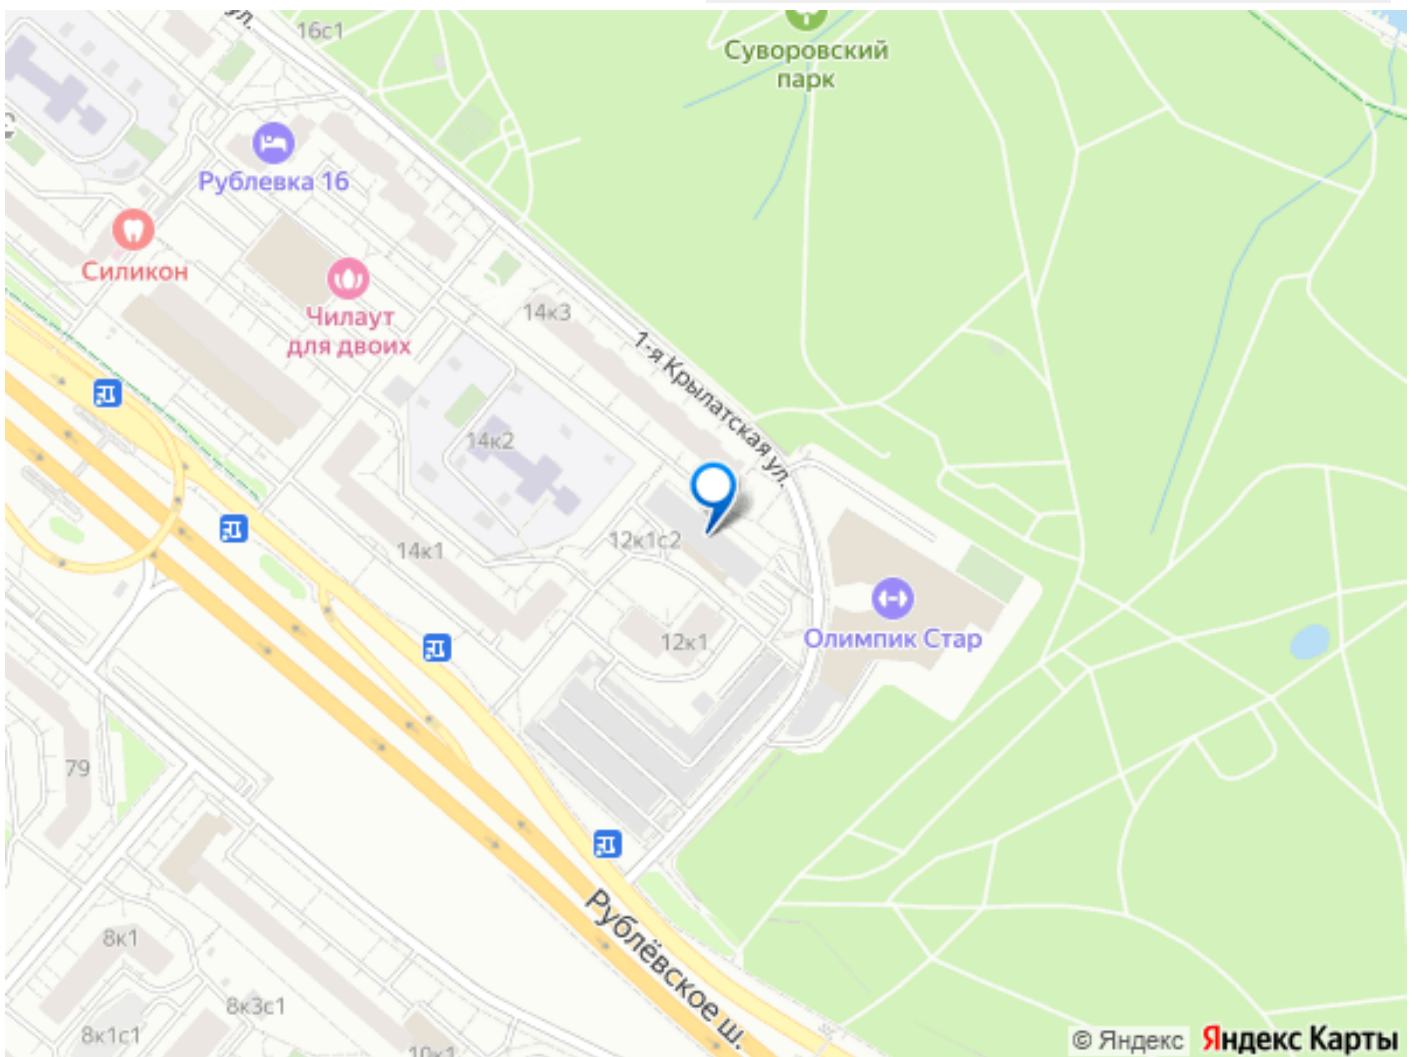 16с1
ул.
Суворовский
парк
Рублевка 16
Силикон
Чилаут
для двоих
14к3
1-я Крылатская ул.
14к2
12к1с2
14к1
12к1
Олимпик Стар
79
Рублёвское ш.
8к1
8к3с1
8к1с1
10к1
© Яндекс
Яндекс Карты